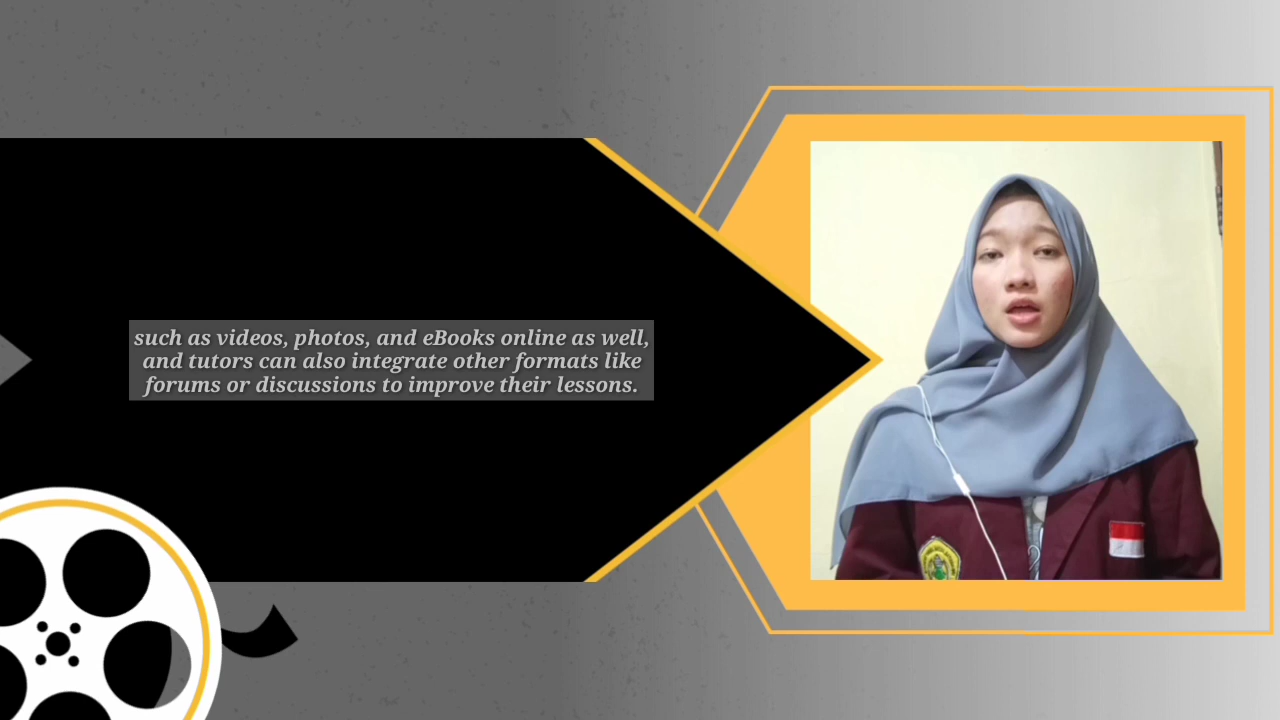 such as videos, photos, and eBooks online as well,
and tutors can also integrate other formats like
forums or discussions to improve their lessons.